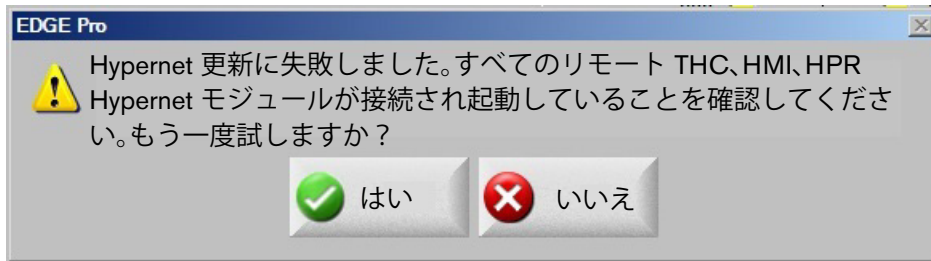 EDGE Pro
Hypernet 更新に失敗しました。すべてのリモート THC、HMI、HPR
Hypernet モジュールが接続され起動していることを確認してくださ
い。もう一度試しますか？
はい
いいえ